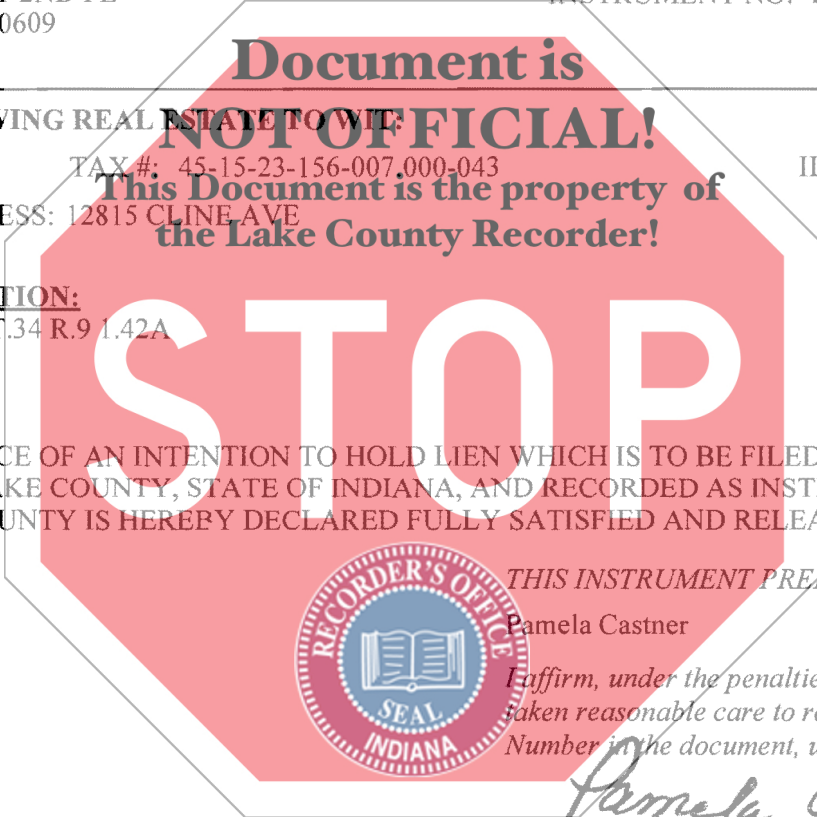 0609
Document is
VING REAL ESTATE TO WIT:
NOT OFFICIAL!
TAX #: 45-15-23-156-007.000-043
This Document is the property of
ESS: 12815 CLINE AVE
the Lake County Recorder!
TION:
T.34 R.9 1.42A
STOP
CE OF AN INTENTION TO HOLD LIEN WHICH IS TO BE FILED
AKE COUNTY, STATE OF INDIANA, AND RECORDED AS INST
UNTY IS HEREBY DECLARED FULLY SATISFIED AND RELEA
RECORDER'S OFFICE
SEAL
INDIANA
THIS INSTRUMENT PREPA
Pamela Castner
I affirm, under the penaltie
taken reasonable care to re
Number in the document, u
Pamela